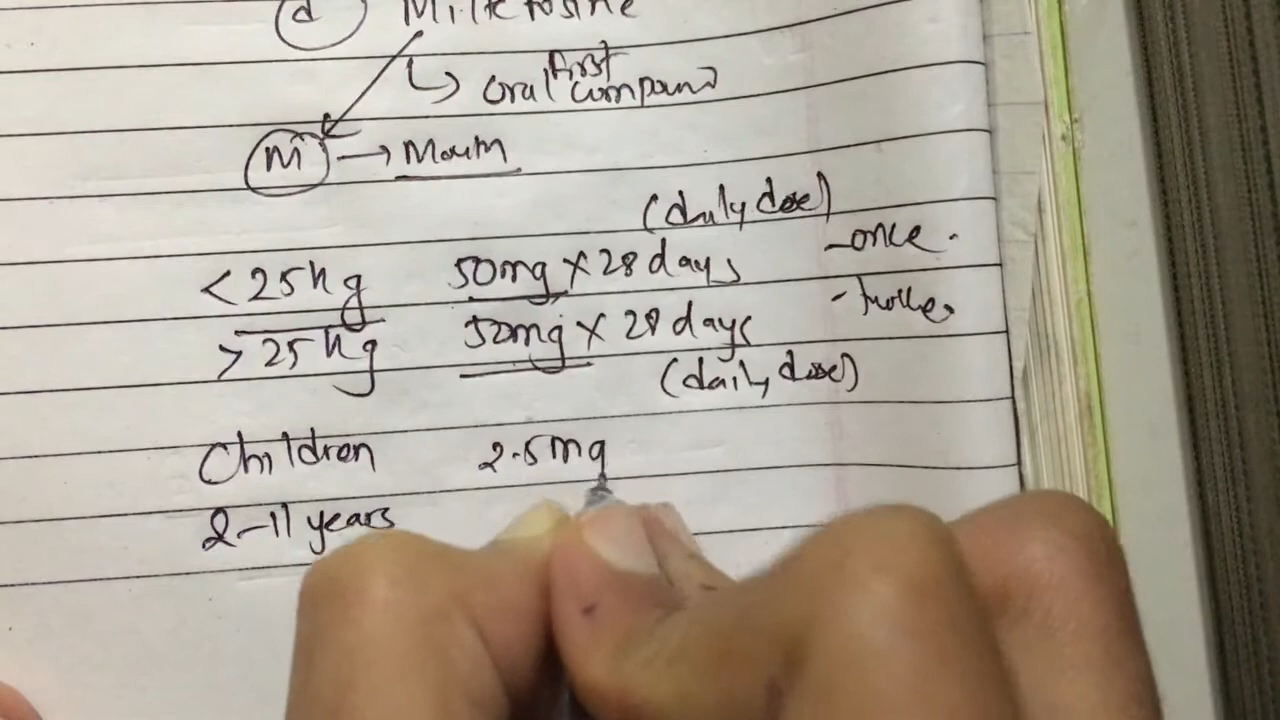 d
→ oral first compound
m → Mouth
(daily dose)
< 25kg 50mg x 28 days - once.
> 25kg 50mg x 28 days - twice.
(daily dose)
Children 2.5mg
2-11 years